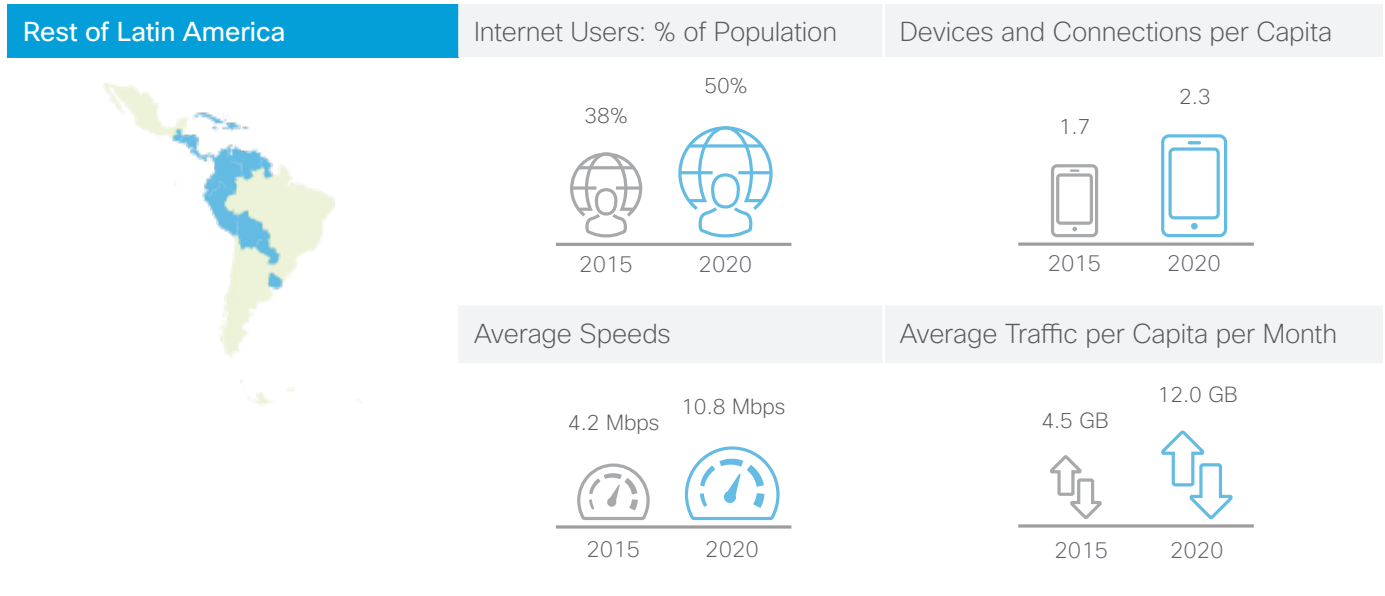 Rest of Latin America
Internet Users: % of Population
38%
50%
2015
2020
Devices and Connections per Capita
1.7
2.3
2015
2020
Average Speeds
4.2 Mbps
10.8 Mbps
2015
2020
Average Traffic per Capita per Month
4.5 GB
12.0 GB
2015
2020